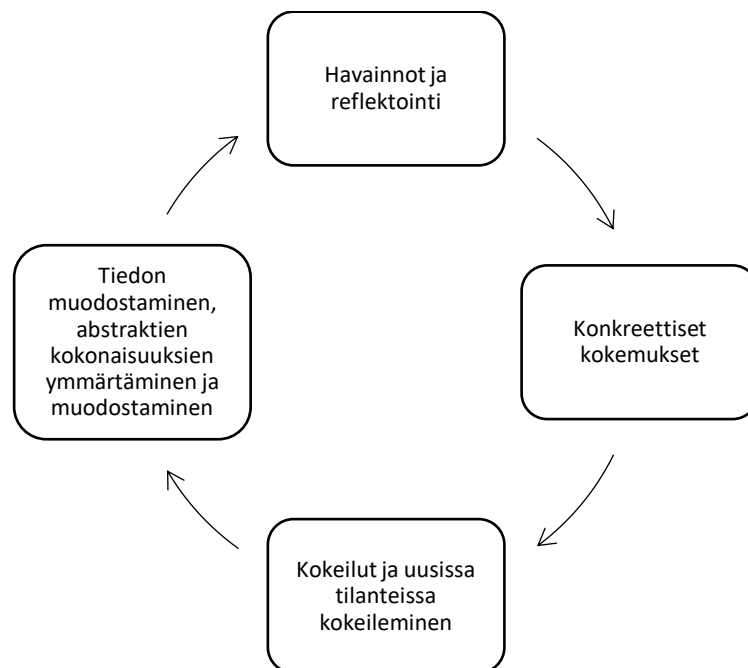 Havainnot ja
reflektointi
Konkreettiset
kokemukset
Kokeilut ja uusissa
tilanteissa
kokeileminen
Tiedon
muodostaminen,
abstraktien
kokonaisuuksien
ymmärtäminen ja
muodostaminen